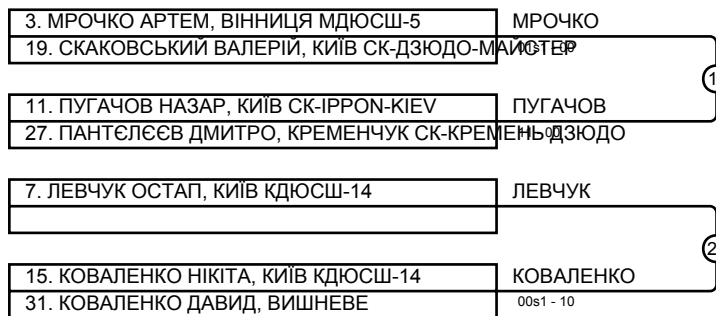 3. МРОЧКО АРТЕМ, ВІННИЦЯ МДЮСШ-5 МРОЧКО
19. СКАКОВСЬКИЙ ВАЛЕРІЙ, КИЇВ СК-ДЗЮДО-МАЙСТЕР
1
11. ПУГАЧОВ НАЗАР, КИЇВ СК-IPPON-KIEV ПУГАЧОВ
27. ПАНТЄЛЄЄВ ДМИТРО, КРЕМЕНЧУК СК-КРЕМЕНЬ-ДЗЮДО
7. ЛЕВЧУК ОСТАП, КИЇВ КДЮСШ-14 ЛЕВЧУК
2
15. КОВАЛЕНКО НІКІТА, КИЇВ КДЮСШ-14 КОВАЛЕНКО
31. КОВАЛЕНКО ДАВИД, ВИШНЕВЕ 00s1 - 10